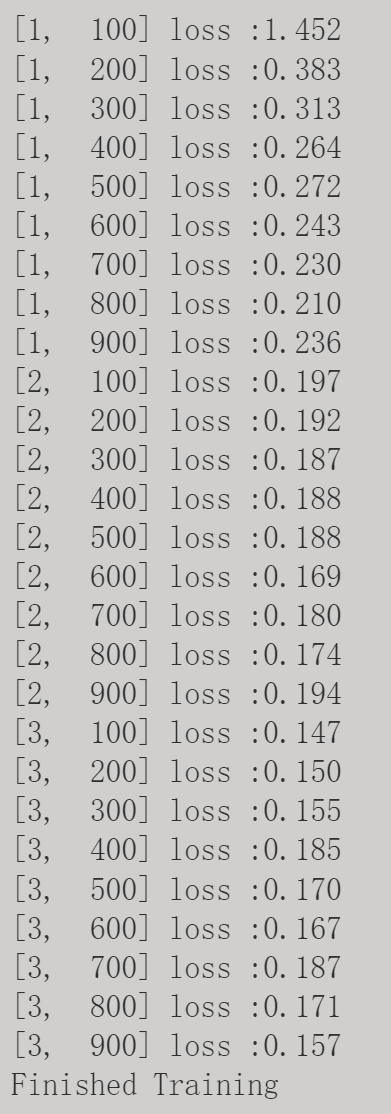 [1,   100] loss :1.452
[1,   200] loss :0.383
[1,   300] loss :0.313
[1,   400] loss :0.264
[1,   500] loss :0.272
[1,   600] loss :0.243
[1,   700] loss :0.230
[1,   800] loss :0.210
[1,   900] loss :0.236
[2,   100] loss :0.197
[2,   200] loss :0.192
[2,   300] loss :0.187
[2,   400] loss :0.188
[2,   500] loss :0.188
[2,   600] loss :0.169
[2,   700] loss :0.180
[2,   800] loss :0.174
[2,   900] loss :0.194
[3,   100] loss :0.147
[3,   200] loss :0.150
[3,   300] loss :0.155
[3,   400] loss :0.185
[3,   500] loss :0.170
[3,   600] loss :0.167
[3,   700] loss :0.187
[3,   800] loss :0.171
[3,   900] loss :0.157
Finished Training